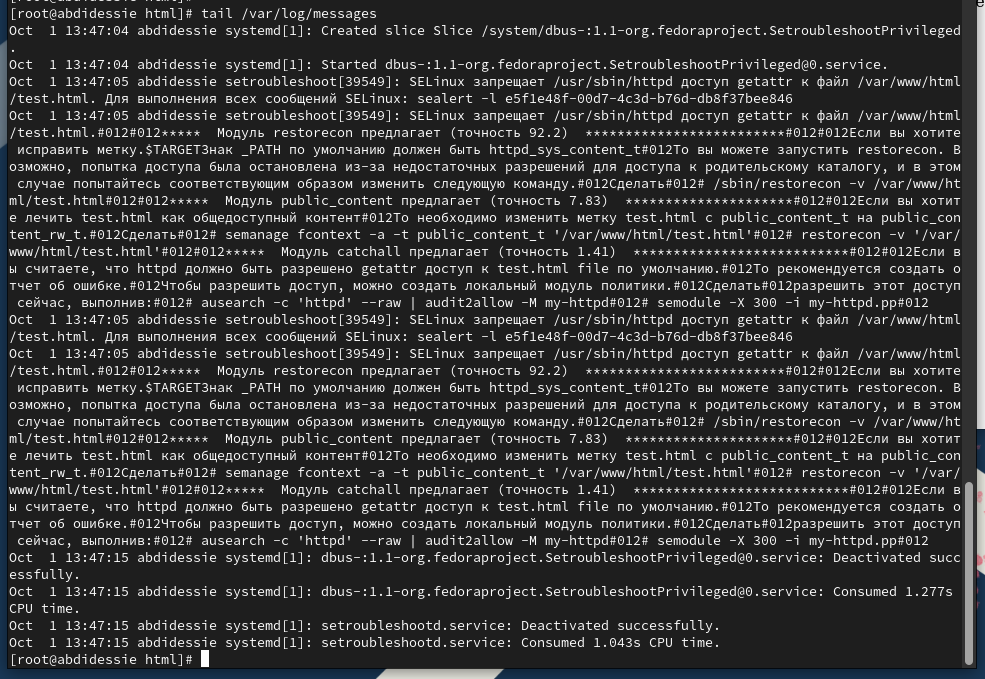 [root@abdidessie html]# tail /var/log/messages
Oct  1 13:47:04 abdidessie systemd[1]: Created slice Slice /system/dbus-:1.1-org.fedoraproject.SetroubleshootPrivileged
.
Oct  1 13:47:04 abdidessie systemd[1]: Started dbus-:1.1-org.fedoraproject.SetroubleshootPrivileged@0.service.
Oct  1 13:47:05 abdidessie setroubleshoot[39549]: SELinux запрещает /usr/sbin/httpd доступ getattr к файл /var/www/html
/test.html. Для выполнения всех сообщений SELinux: sealert -l e5f1e48f-00d7-4c3d-b76d-db8f37bee846
Oct  1 13:47:05 abdidessie setroubleshoot[39549]: SELinux запрещает /usr/sbin/httpd доступ getattr к файл /var/www/html
/test.html.#012#012*****  Модуль restorecon предлагает (точность 92.2)  ************************#012#012Если вы хотите
 исправить метку.$TARGETЗнак _PATH по умолчанию должен быть httpd_sys_content_t#012То вы можете запустить restorecon. В
озможно, попытка доступа была остановлена из-за недостаточных разрешений для доступа к родительскому каталогу, и в этом
 случае попытайтесь соответствующим образом изменить следующую команду.#012Сделать#012# /sbin/restorecon -v /var/www/ht
ml/test.html#012#012*****  Модуль public_content предлагает (точность 7.83)  ********************#012#012Если вы хотит
е лечить test.html как общедоступный контент#012То необходимо изменить метку test.html с public_content_t на public_con
tent_rw_t.#012Сделать#012# semanage fcontext -a -t public_content_t '/var/www/html/test.html'#012# restorecon -v '/var/
www/html/test.html'#012#012*****  Модуль catchall предлагает (точность 1.41)  **************************#012#012Если в
ы считаете, что httpd должно быть разрешено getattr доступ к test.html file по умолчанию.#012То рекомендуется создать о
тчет об ошибке.#012Чтобы разрешить доступ, можно создать локальный модуль политики.#012Сделать#012разрешить этот доступ
 сейчас, выполнив:#012# ausearch -c 'httpd' --raw | audit2allow -M my-httpd#012# semodule -X 300 -i my-httpd.pp#012
Oct  1 13:47:05 abdidessie setroubleshoot[39549]: SELinux запрещает /usr/sbin/httpd доступ getattr к файл /var/www/html
/test.html. Для выполнения всех сообщений SELinux: sealert -l e5f1e48f-00d7-4c3d-b76d-db8f37bee846
Oct  1 13:47:05 abdidessie setroubleshoot[39549]: SELinux запрещает /usr/sbin/httpd доступ getattr к файл /var/www/html
/test.html.#012#012*****  Модуль restorecon предлагает (точность 92.2)  ************************#012#012Если вы хотите
 исправить метку.$TARGETЗнак _PATH по умолчанию должен быть httpd_sys_content_t#012То вы можете запустить restorecon. В
озможно, попытка доступа была остановлена из-за недостаточных разрешений для доступа к родительскому каталогу, и в этом
 случае попытайтесь соответствующим образом изменить следующую команду.#012Сделать#012# /sbin/restorecon -v /var/www/ht
ml/test.html#012#012*****  Модуль public_content предлагает (точность 7.83)  ********************#012#012Если вы хотит
е лечить test.html как общедоступный контент#012То необходимо изменить метку test.html с public_content_t на public_con
tent_rw_t.#012Сделать#012# semanage fcontext -a -t public_content_t '/var/www/html/test.html'#012# restorecon -v '/var/
www/html/test.html'#012#012*****  Модуль catchall предлагает (точность 1.41)  **************************#012#012Если в
ы считаете, что httpd должно быть разрешено getattr доступ к test.html file по умолчанию.#012То рекомендуется создать о
тчет об ошибке.#012Чтобы разрешить доступ, можно создать локальный модуль политики.#012Сделать#012разрешить этот доступ
 сейчас, выполнив:#012# ausearch -c 'httpd' --raw | audit2allow -M my-httpd#012# semodule -X 300 -i my-httpd.pp#012
Oct  1 13:47:15 abdidessie systemd[1]: dbus-:1.1-org.fedoraproject.SetroubleshootPrivileged@0.service: Deactivated succ
essfully.
Oct  1 13:47:15 abdidessie systemd[1]: dbus-:1.1-org.fedoraproject.SetroubleshootPrivileged@0.service: Consumed 1.277s
CPU time.
Oct  1 13:47:15 abdidessie systemd[1]: setroubleshootd.service: Deactivated successfully.
Oct  1 13:47:15 abdidessie systemd[1]: setroubleshootd.service: Consumed 1.043s CPU time.
[root@abdidessie html]#